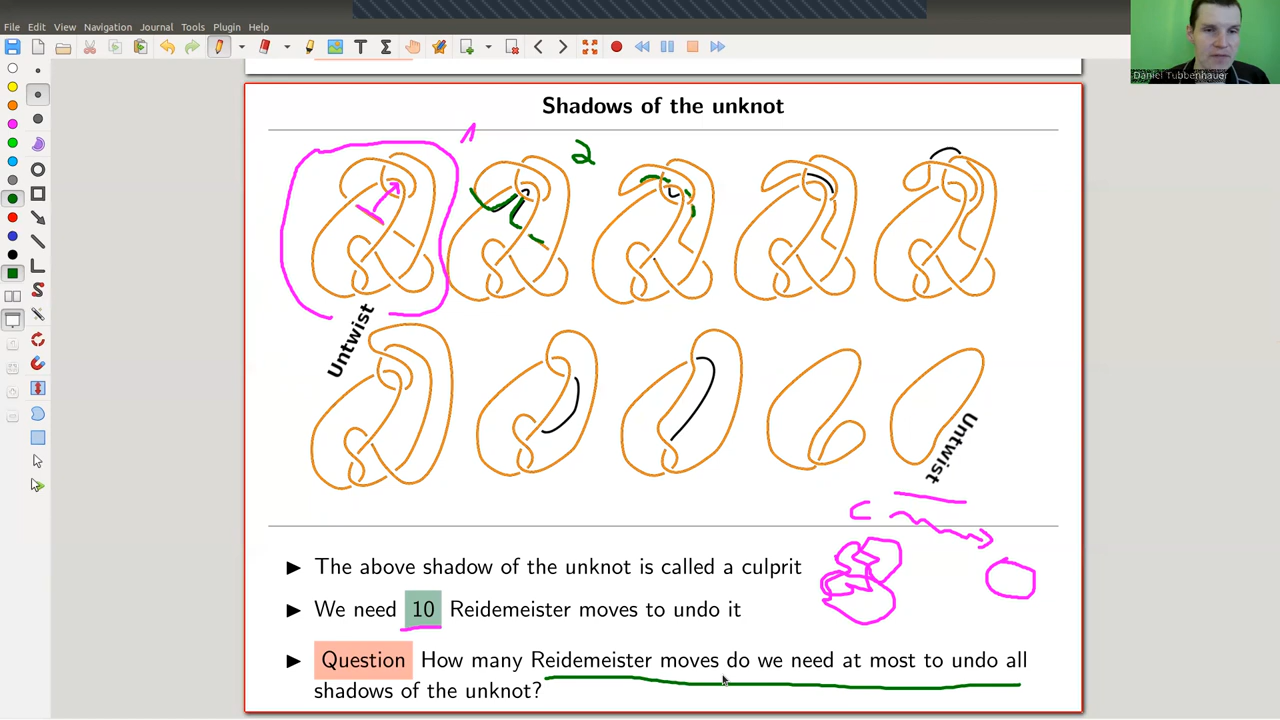 File Edit View Navigation Journal Tools Plugin Help
Daniel Tubbenhauer
Shadows of the unknot
1
2
Untwist
Untwist
C
► The above shadow of the unknot is called a culprit
► We need 10 Reidemeister moves to undo it
► Question How many Reidemeister moves do we need at most to undo all
shadows of the unknot?